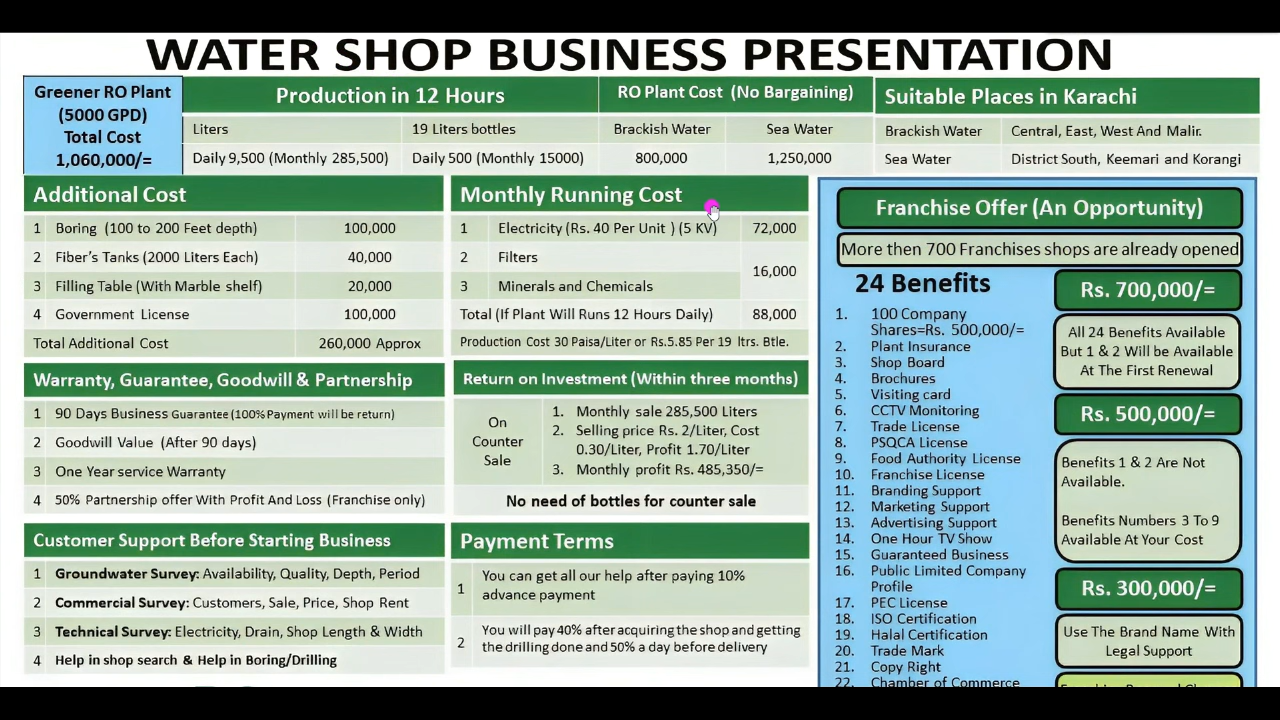 WATER SHOP BUSINESS PRESENTATION
Greener RO Plant
(5000 GPD)
Total Cost
1,060,000/=
Production in 12 Hours
Liters
19 Liters bottles
Daily 9,500 (Monthly 285,500)
Daily 500 (Monthly 15000)
RO Plant Cost (No Bargaining)
Brackish Water
Sea Water
800,000
1,250,000
Suitable Places in Karachi
Brackish Water
Central, East, West And Malir.
Sea Water
District South, Keemari and Korangi
Additional Cost
1 Boring (100 to 200 Feet depth) 100,000
2 Fiber's Tanks (2000 Liters Each) 40,000
3 Filling Table (With Marble shelf) 20,000
4 Government License 100,000
Total Additional Cost 260,000 Approx
Monthly Running Cost
1 Electricity (Rs. 40 Per Unit ) (5 KV) 72,000
2 Filters
16,000
3 Minerals and Chemicals
Total (If Plant Will Runs 12 Hours Daily) 88,000
Production Cost 30 Paisa/Liter or Rs.5.85 Per 19 ltrs. Btle.
Warranty, Guarantee, Goodwill & Partnership
1 90 Days Business Guarantee (100% Payment will be return)
2 Goodwill Value (After 90 days)
3 One Year service Warranty
4 50% Partnership offer With Profit And Loss (Franchise only)
Return on Investment (Within three months)
On
Counter
Sale
1. Monthly sale 285,500 Liters
2. Selling price Rs. 2/Liter, Cost
0.30/Liter, Profit 1.70/Liter
3. Monthly profit Rs. 485,350/=
No need of bottles for counter sale
Customer Support Before Starting Business
1 Groundwater Survey: Availability, Quality, Depth, Period
2 Commercial Survey: Customers, Sale, Price, Shop Rent
3 Technical Survey: Electricity, Drain, Shop Length & Width
4 Help in shop search & Help in Boring/Drilling
Payment Terms
1 You can get all our help after paying 10%
advance payment
2 You will pay 40% after acquiring the shop and getting
the drilling done and 50% a day before delivery
Franchise Offer (An Opportunity)
More then 700 Franchises shops are already opened
24 Benefits
1. 100 Company
Shares=Rs. 500,000/=
2. Plant Insurance
3. Shop Board
4. Brochures
5. Visiting card
6. CCTV Monitoring
7. Trade License
8. PSQCA License
9. Food Authority License
10. Franchise License
11. Branding Support
12. Marketing Support
13. Advertising Support
14. One Hour TV Show
15. Guaranteed Business
16. Public Limited Company
Profile
17. PEC License
18. ISO Certification
19. Halal Certification
20. Trade Mark
21. Copy Right
22. Chamber of Commerce
Rs. 700,000/=
All 24 Benefits Available
But 1 & 2 Will be Available
At The First Renewal
Rs. 500,000/=
Benefits 1 & 2 Are Not
Available.
Benefits Numbers 3 To 9
Available At Your Cost
Rs. 300,000/=
Use The Brand Name With
Legal Support